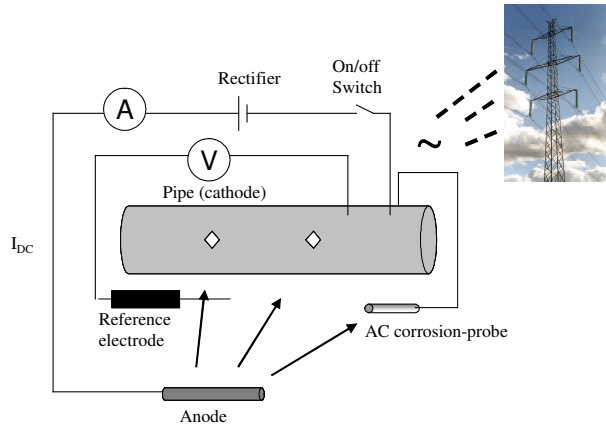 On/off
Switch
Rectifier
A
~
V
Pipe (cathode)
I_DC
Reference
electrode
AC corrosion-probe
Anode